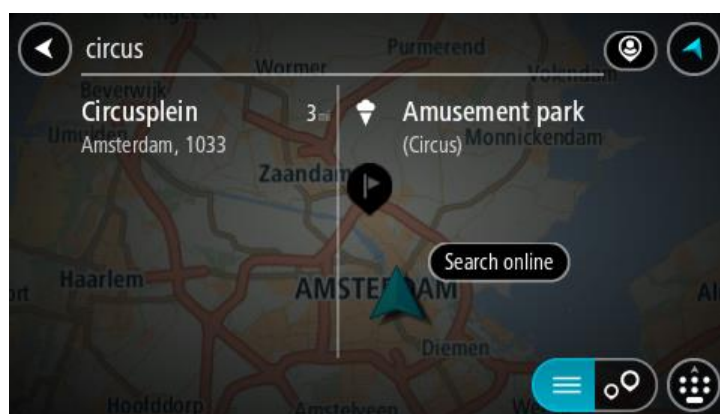 circus
Purmerend
Wormer
Volendam
Beverwijk
Circusplein
3 mi
Amusement park
Amsterdam, 1033
(Circus)
Monnickendam
Zaandam
Search online
Haarlem
AMSTERDAM
Diemen
Hoofddorp
Amstelveen